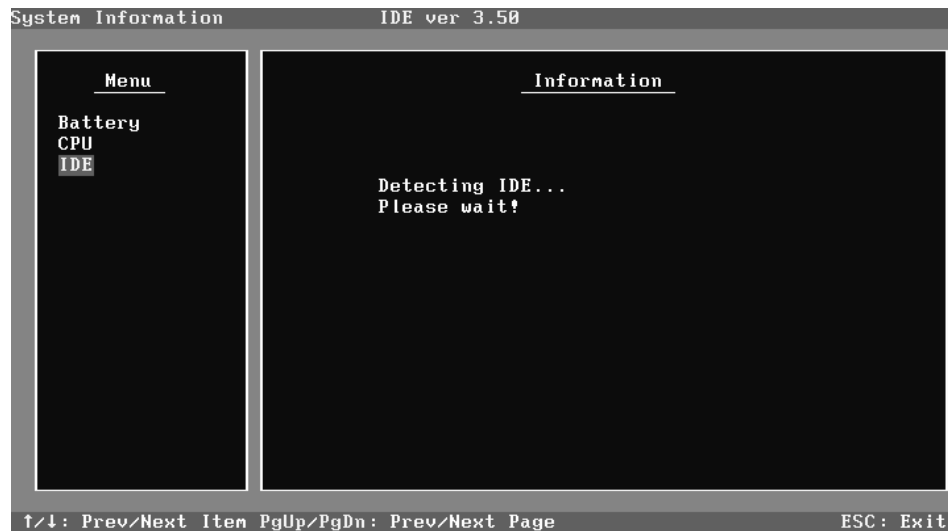 System Information IDE ver 3.50
Menu
Battery
CPU
IDE
Information
Detecting IDE...
Please wait!
↑/↓: Prev/Next Item PgUp/PgDn: Prev/Next Page ESC: Exit